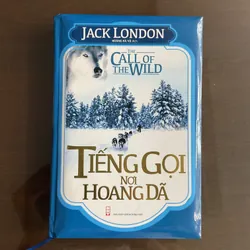 JACK LONDON
THE
CALL OF
THE WILD
TIẾNG GỌI
NƠI
HOANG DÃ